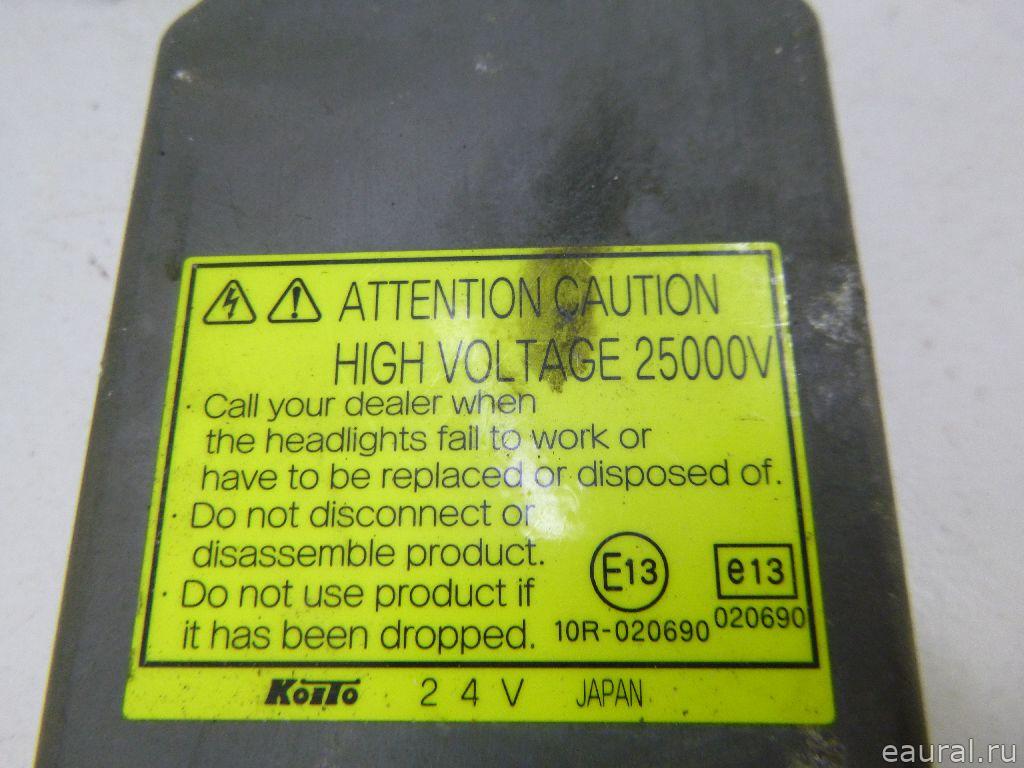 ATTENTION CAUTION
HIGH VOLTAGE 25000V
· Call your dealer when
the headlights fail to work or
have to be replaced or disposed of.
· Do not disconnect or
disassemble product.
· Do not use product if
it has been dropped.
E13 e13
10R-020690 020690
KOITO 24V JAPAN
eaural.ru